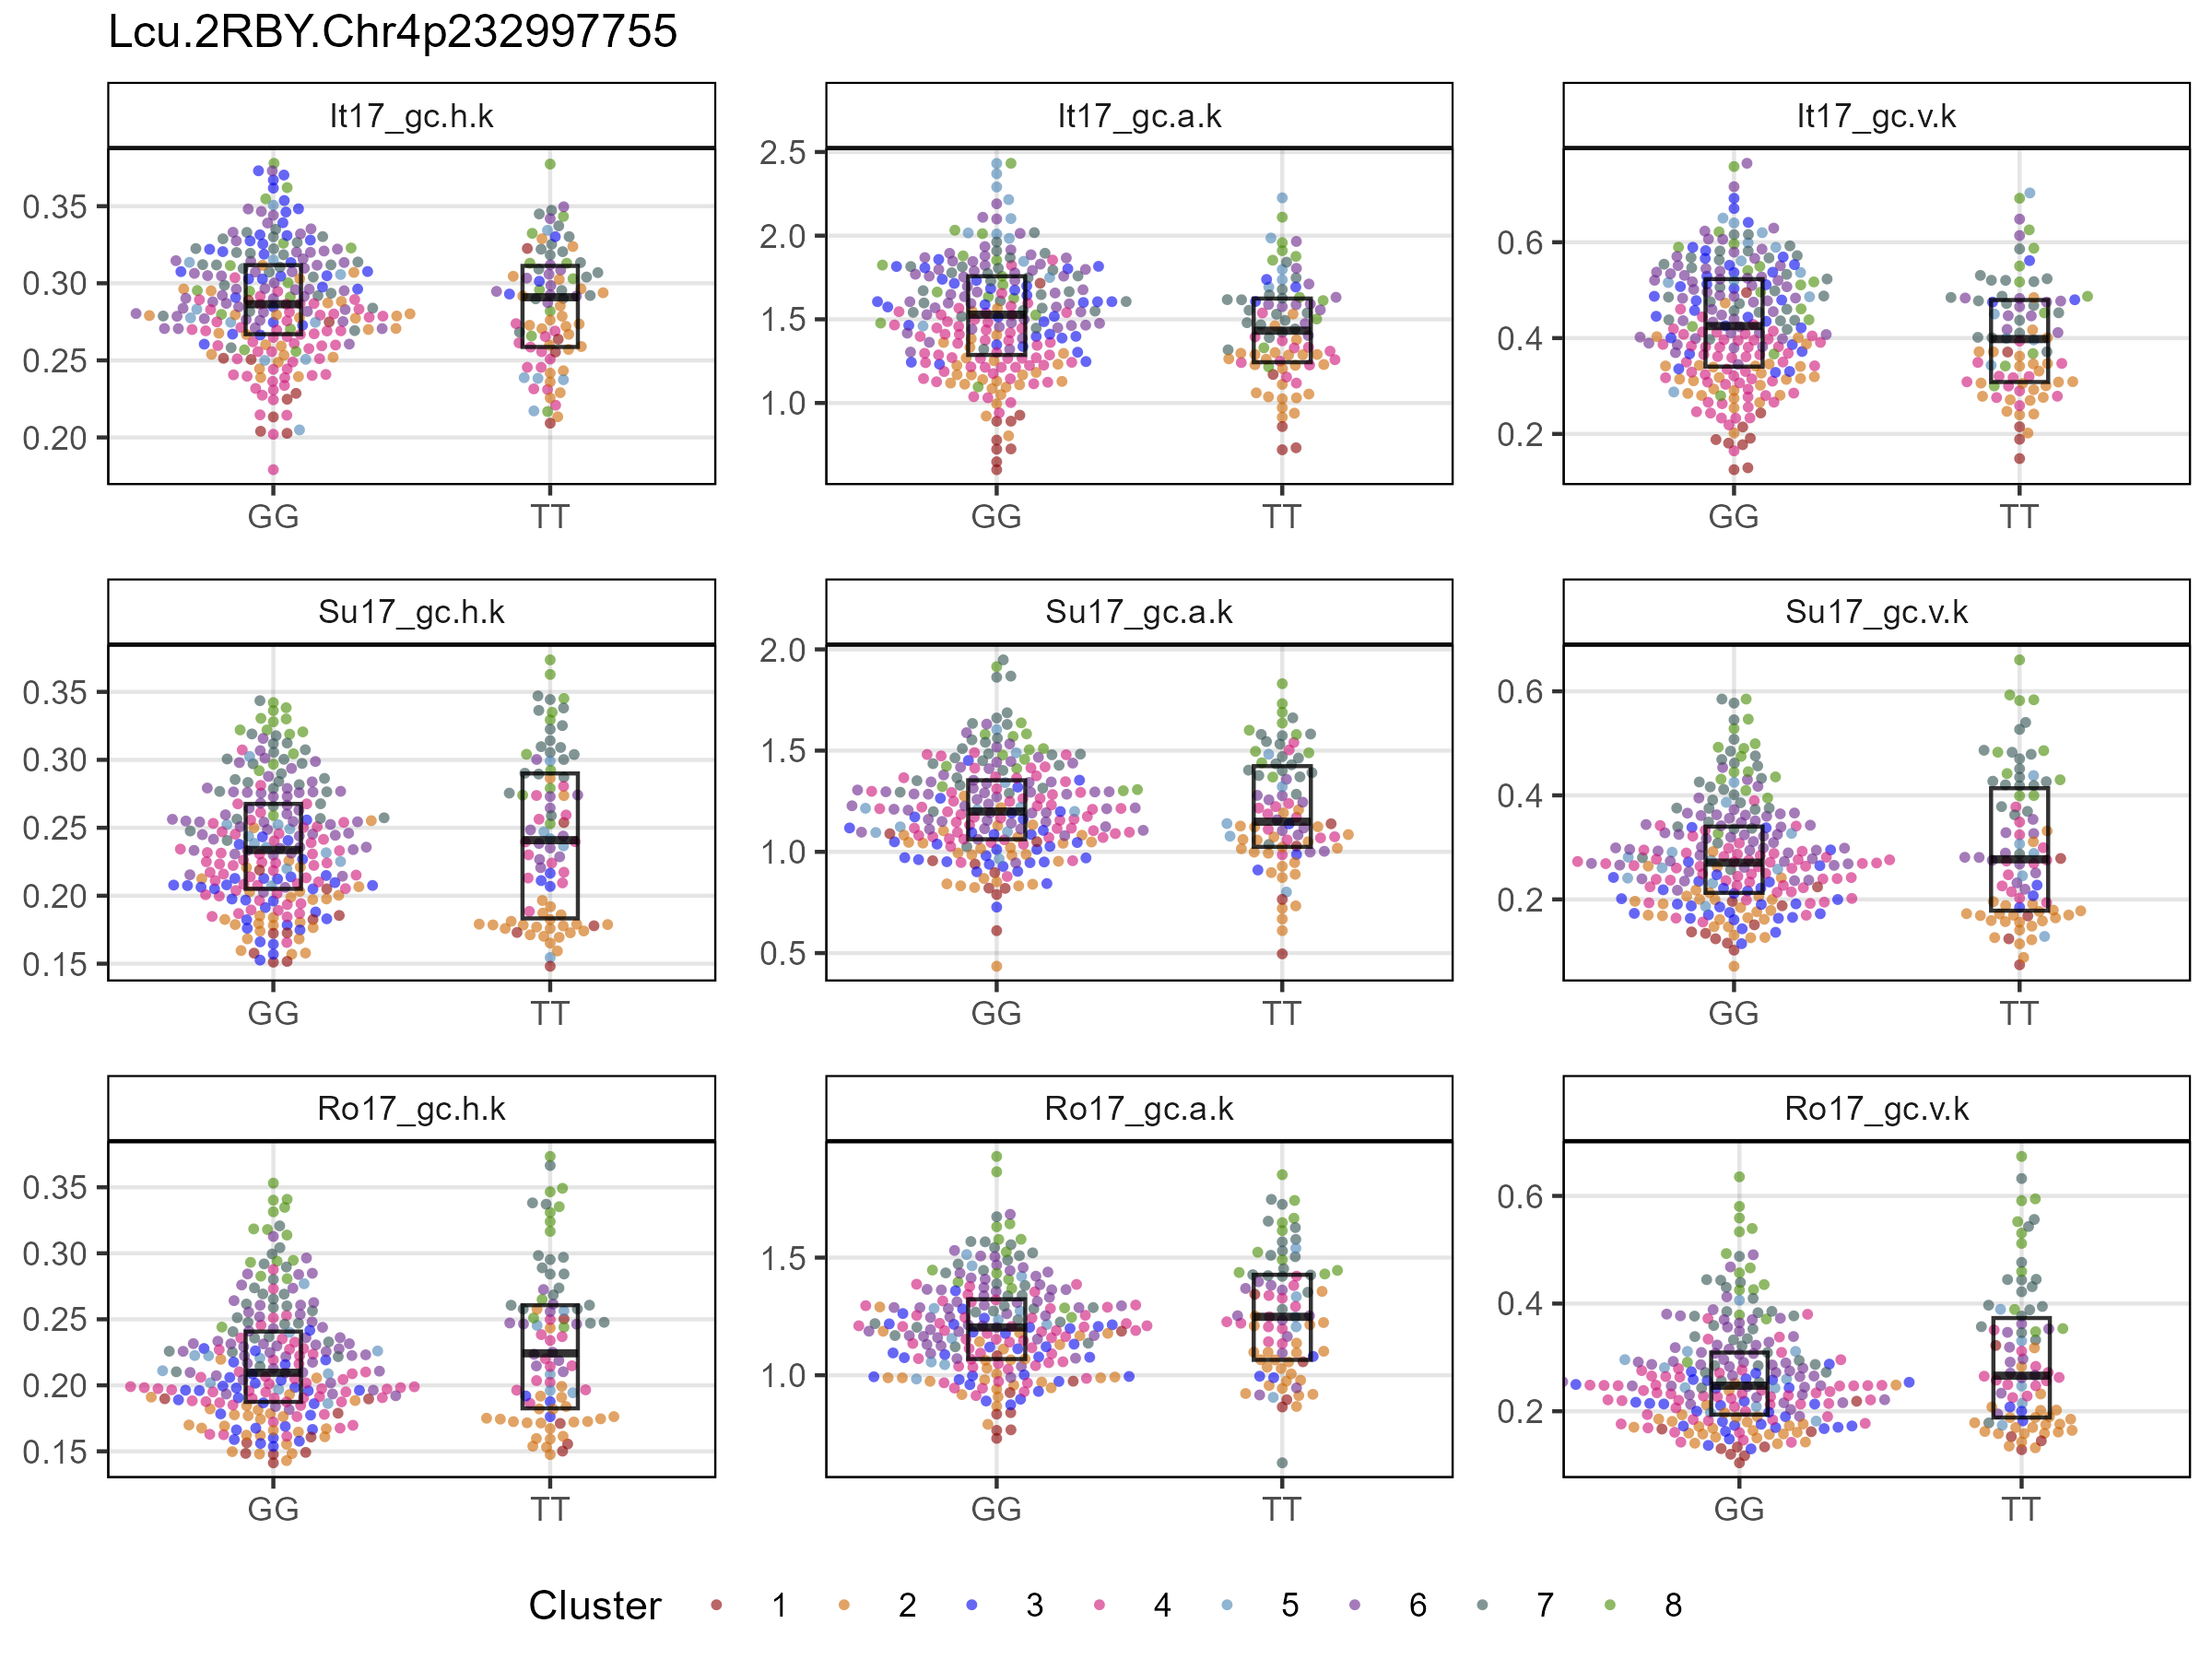 Lcu.2RBY.Chr4p232997755
It17_gc.h.k It17_gc.a.k It17_gc.v.k
0.35
0.30
0.25
0.20
GG TT
2.5
2.0
1.5
1.0
GG TT
0.6
0.4
0.2
GG TT
Su17_gc.h.k Su17_gc.a.k Su17_gc.v.k
0.35
0.30
0.25
0.20
0.15
GG TT
2.0
1.5
1.0
0.5
GG TT
0.6
0.4
0.2
GG TT
Ro17_gc.h.k Ro17_gc.a.k Ro17_gc.v.k
0.35
0.30
0.25
0.20
0.15
GG TT
1.5
1.0
GG TT
0.6
0.4
0.2
GG TT
Cluster 1 2 3 4 5 6 7 8